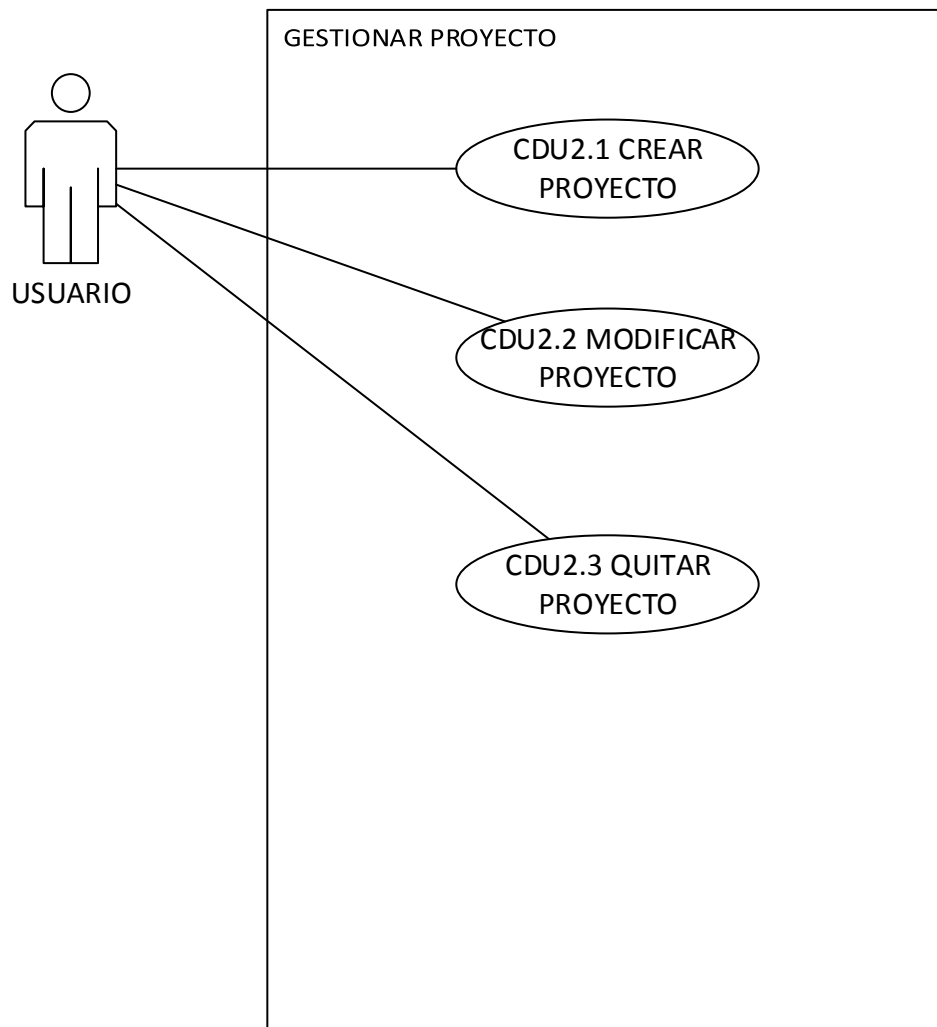 GESTIONAR PROYECTO
CDU2.1 CREAR
PROYECTO
USUARIO
CDU2.2 MODIFICAR
PROYECTO
CDU2.3 QUITAR
PROYECTO